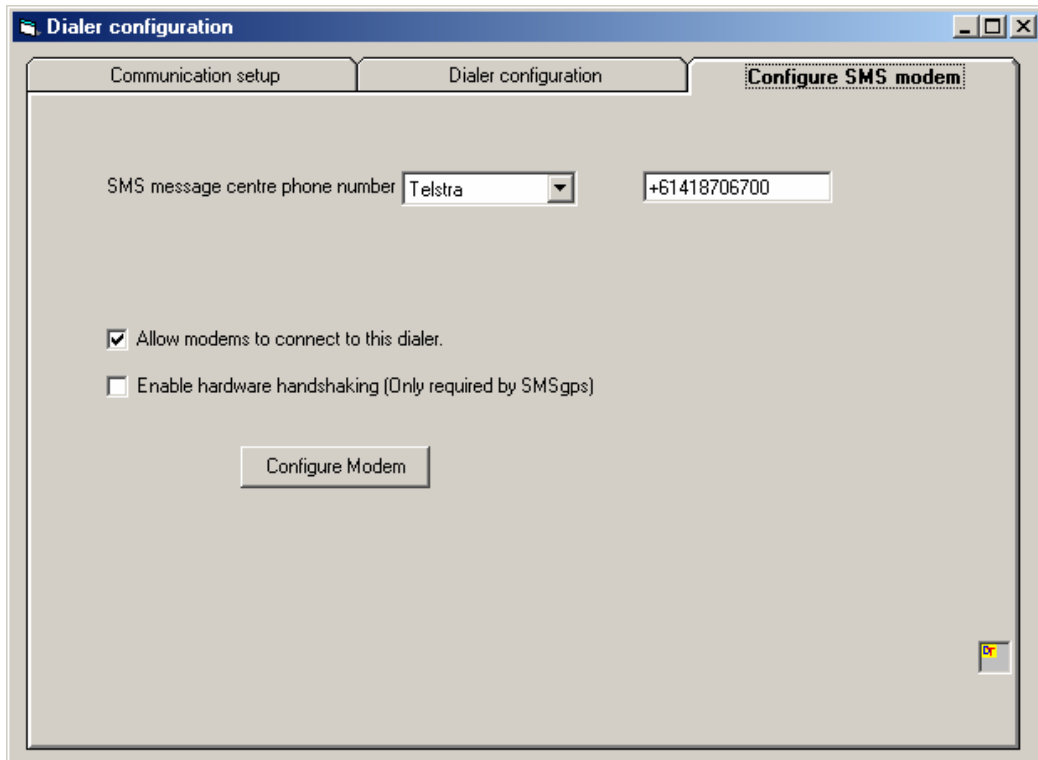 Dialer configuration
Communication setup
Dialer configuration
Configure SMS modem
SMS message centre phone number Telstra +61418706700
Allow modems to connect to this dialer.
Enable hardware handshaking (Only required by SMSgps)
Configure Modem